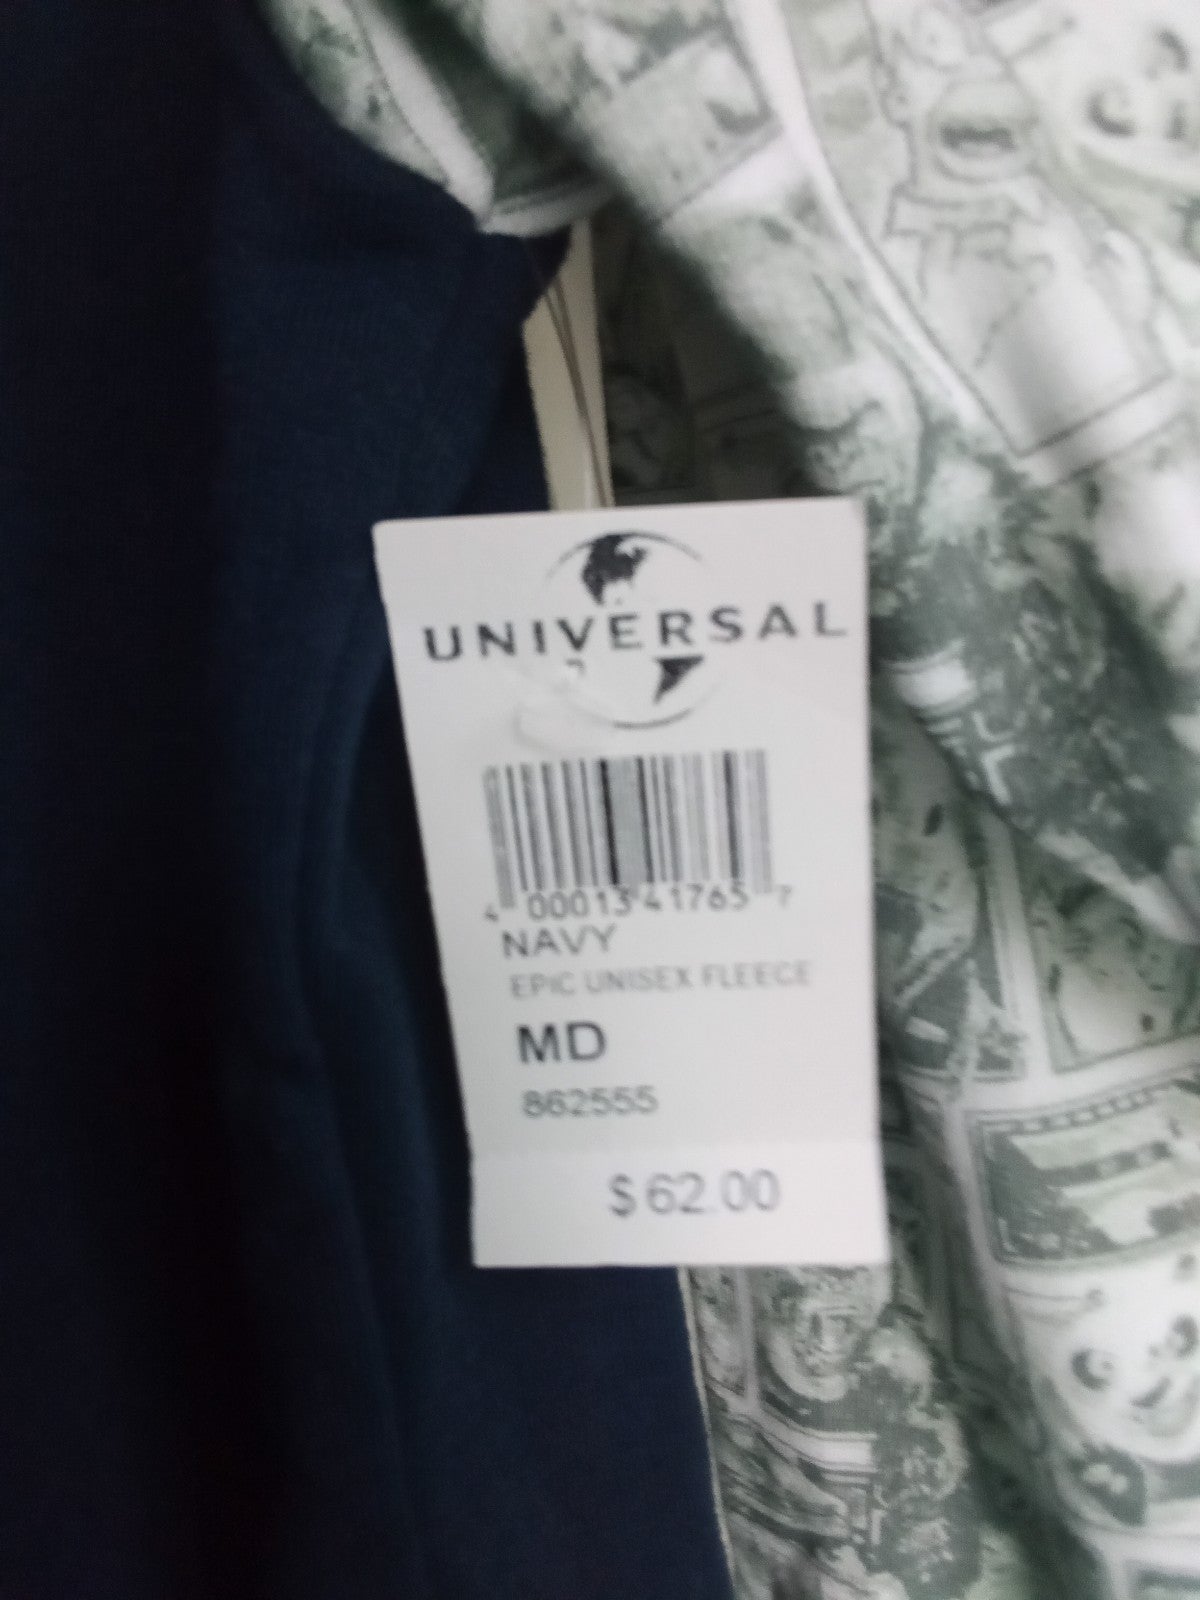 UNIVERSAL
4 00013 41765 7
NAVY
EPIC UNISEX FLEECE
MD
862555
$62.00